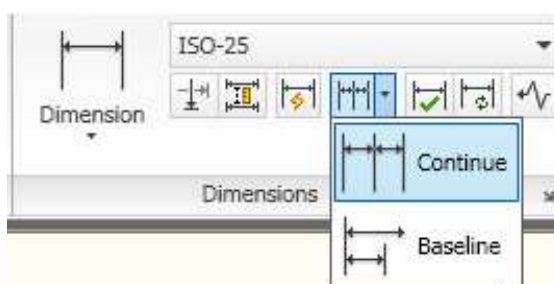 ISO-25
Dimension
Continue
Dimensions
Baseline